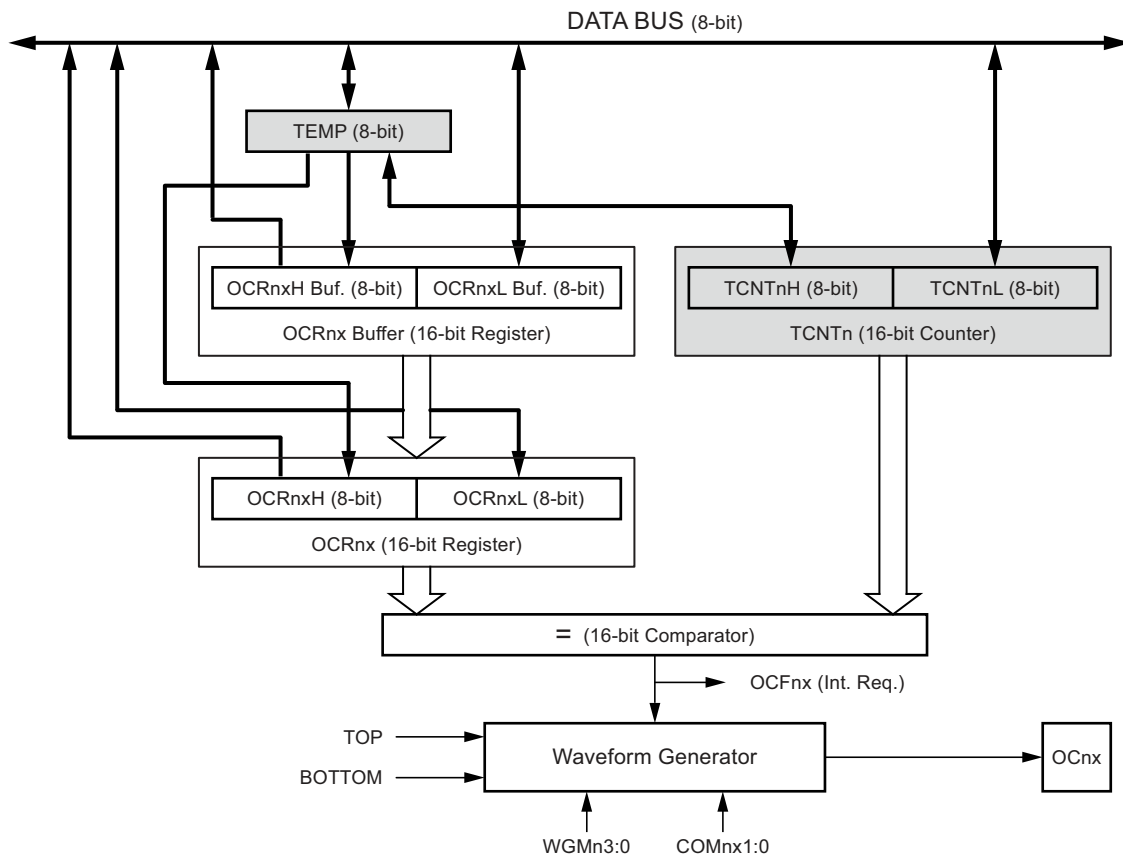 DATA BUS (8-bit)
TEMP (8-bit)
OCRnxH Buf. (8-bit)
OCRnxL Buf. (8-bit)
TCNTnH (8-bit)
TCNTnL (8-bit)
OCRnx Buffer (16-bit Register)
TCNTn (16-bit Counter)
OCRnxH (8-bit)
OCRnxL (8-bit)
OCRnx (16-bit Register)
= (16-bit Comparator)
OCFnx (Int. Req.)
TOP
BOTTOM
Waveform Generator
OCnx
WGMn3:0
COMnx1:0